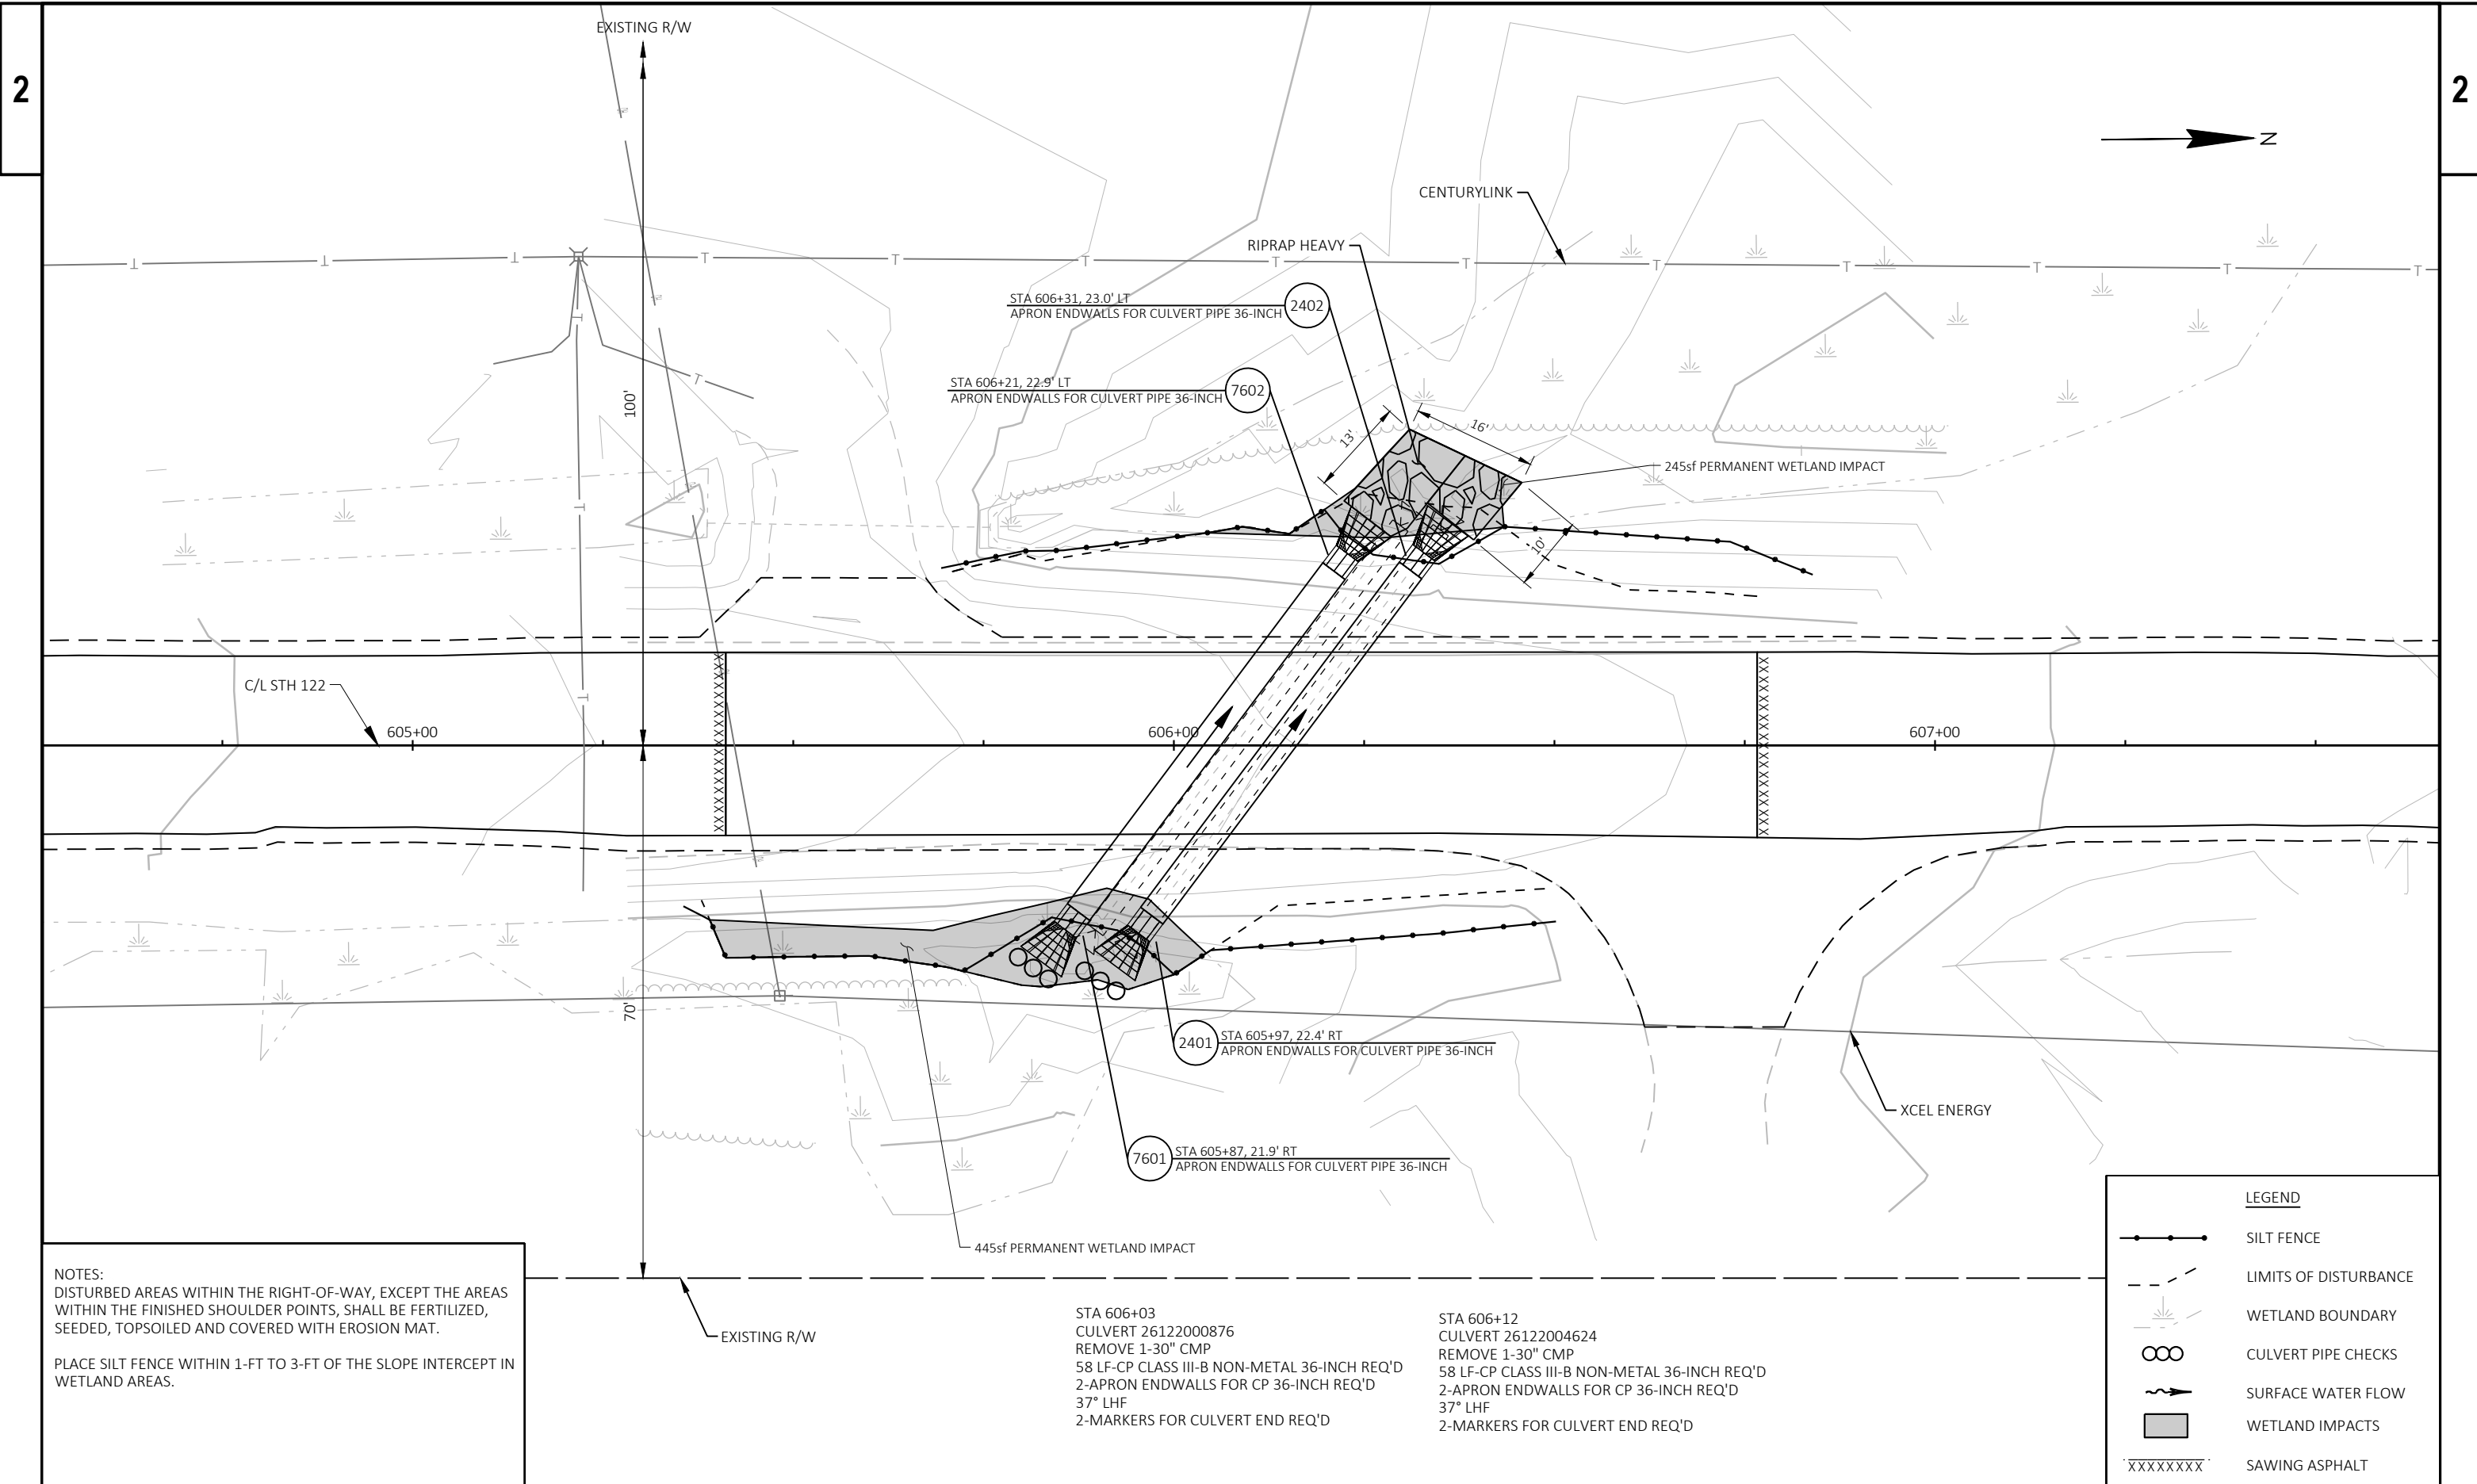 2
2
EXISTING R/W
N
CENTURYLINK
RIPRAP HEAVY
STA 606+31, 23.0' LT
APRON ENDWALLS FOR CULVERT PIPE 36-INCH
2402
STA 606+21, 22.9' LT
APRON ENDWALLS FOR CULVERT PIPE 36-INCH
7602
100'
13'
16'
245sf PERMANENT WETLAND IMPACT
10'
T T T T T T T T T T T T T
T
T
T
T
C/L STH 122
605+00
606+00
607+00
XXXXXXXXXXXXXXXXXXXX
XXXXXXXXXXXXXXXXXXXX
70'
2401
STA 605+97, 22.4' RT
APRON ENDWALLS FOR CULVERT PIPE 36-INCH
XCEL ENERGY
7601
STA 605+87, 21.9' RT
APRON ENDWALLS FOR CULVERT PIPE 36-INCH
445sf PERMANENT WETLAND IMPACT
EXISTING R/W
NOTES:
DISTURBED AREAS WITHIN THE RIGHT-OF-WAY, EXCEPT THE AREAS
WITHIN THE FINISHED SHOULDER POINTS, SHALL BE FERTILIZED,
SEEDED, TOPSOILED AND COVERED WITH EROSION MAT.
PLACE SILT FENCE WITHIN 1-FT TO 3-FT OF THE SLOPE INTERCEPT IN
WETLAND AREAS.
STA 606+03
CULVERT 26122000876
REMOVE 1-30" CMP
58 LF-CP CLASS III-B NON-METAL 36-INCH REQ'D
2-APRON ENDWALLS FOR CP 36-INCH REQ'D
37° LHF
2-MARKERS FOR CULVERT END REQ'D
STA 606+12
CULVERT 26122004624
REMOVE 1-30" CMP
58 LF-CP CLASS III-B NON-METAL 36-INCH REQ'D
2-APRON ENDWALLS FOR CP 36-INCH REQ'D
37° LHF
2-MARKERS FOR CULVERT END REQ'D
LEGEND
SILT FENCE
LIMITS OF DISTURBANCE
WETLAND BOUNDARY
CULVERT PIPE CHECKS
SURFACE WATER FLOW
WETLAND IMPACTS
XXXXXXXX SAWING ASPHALT